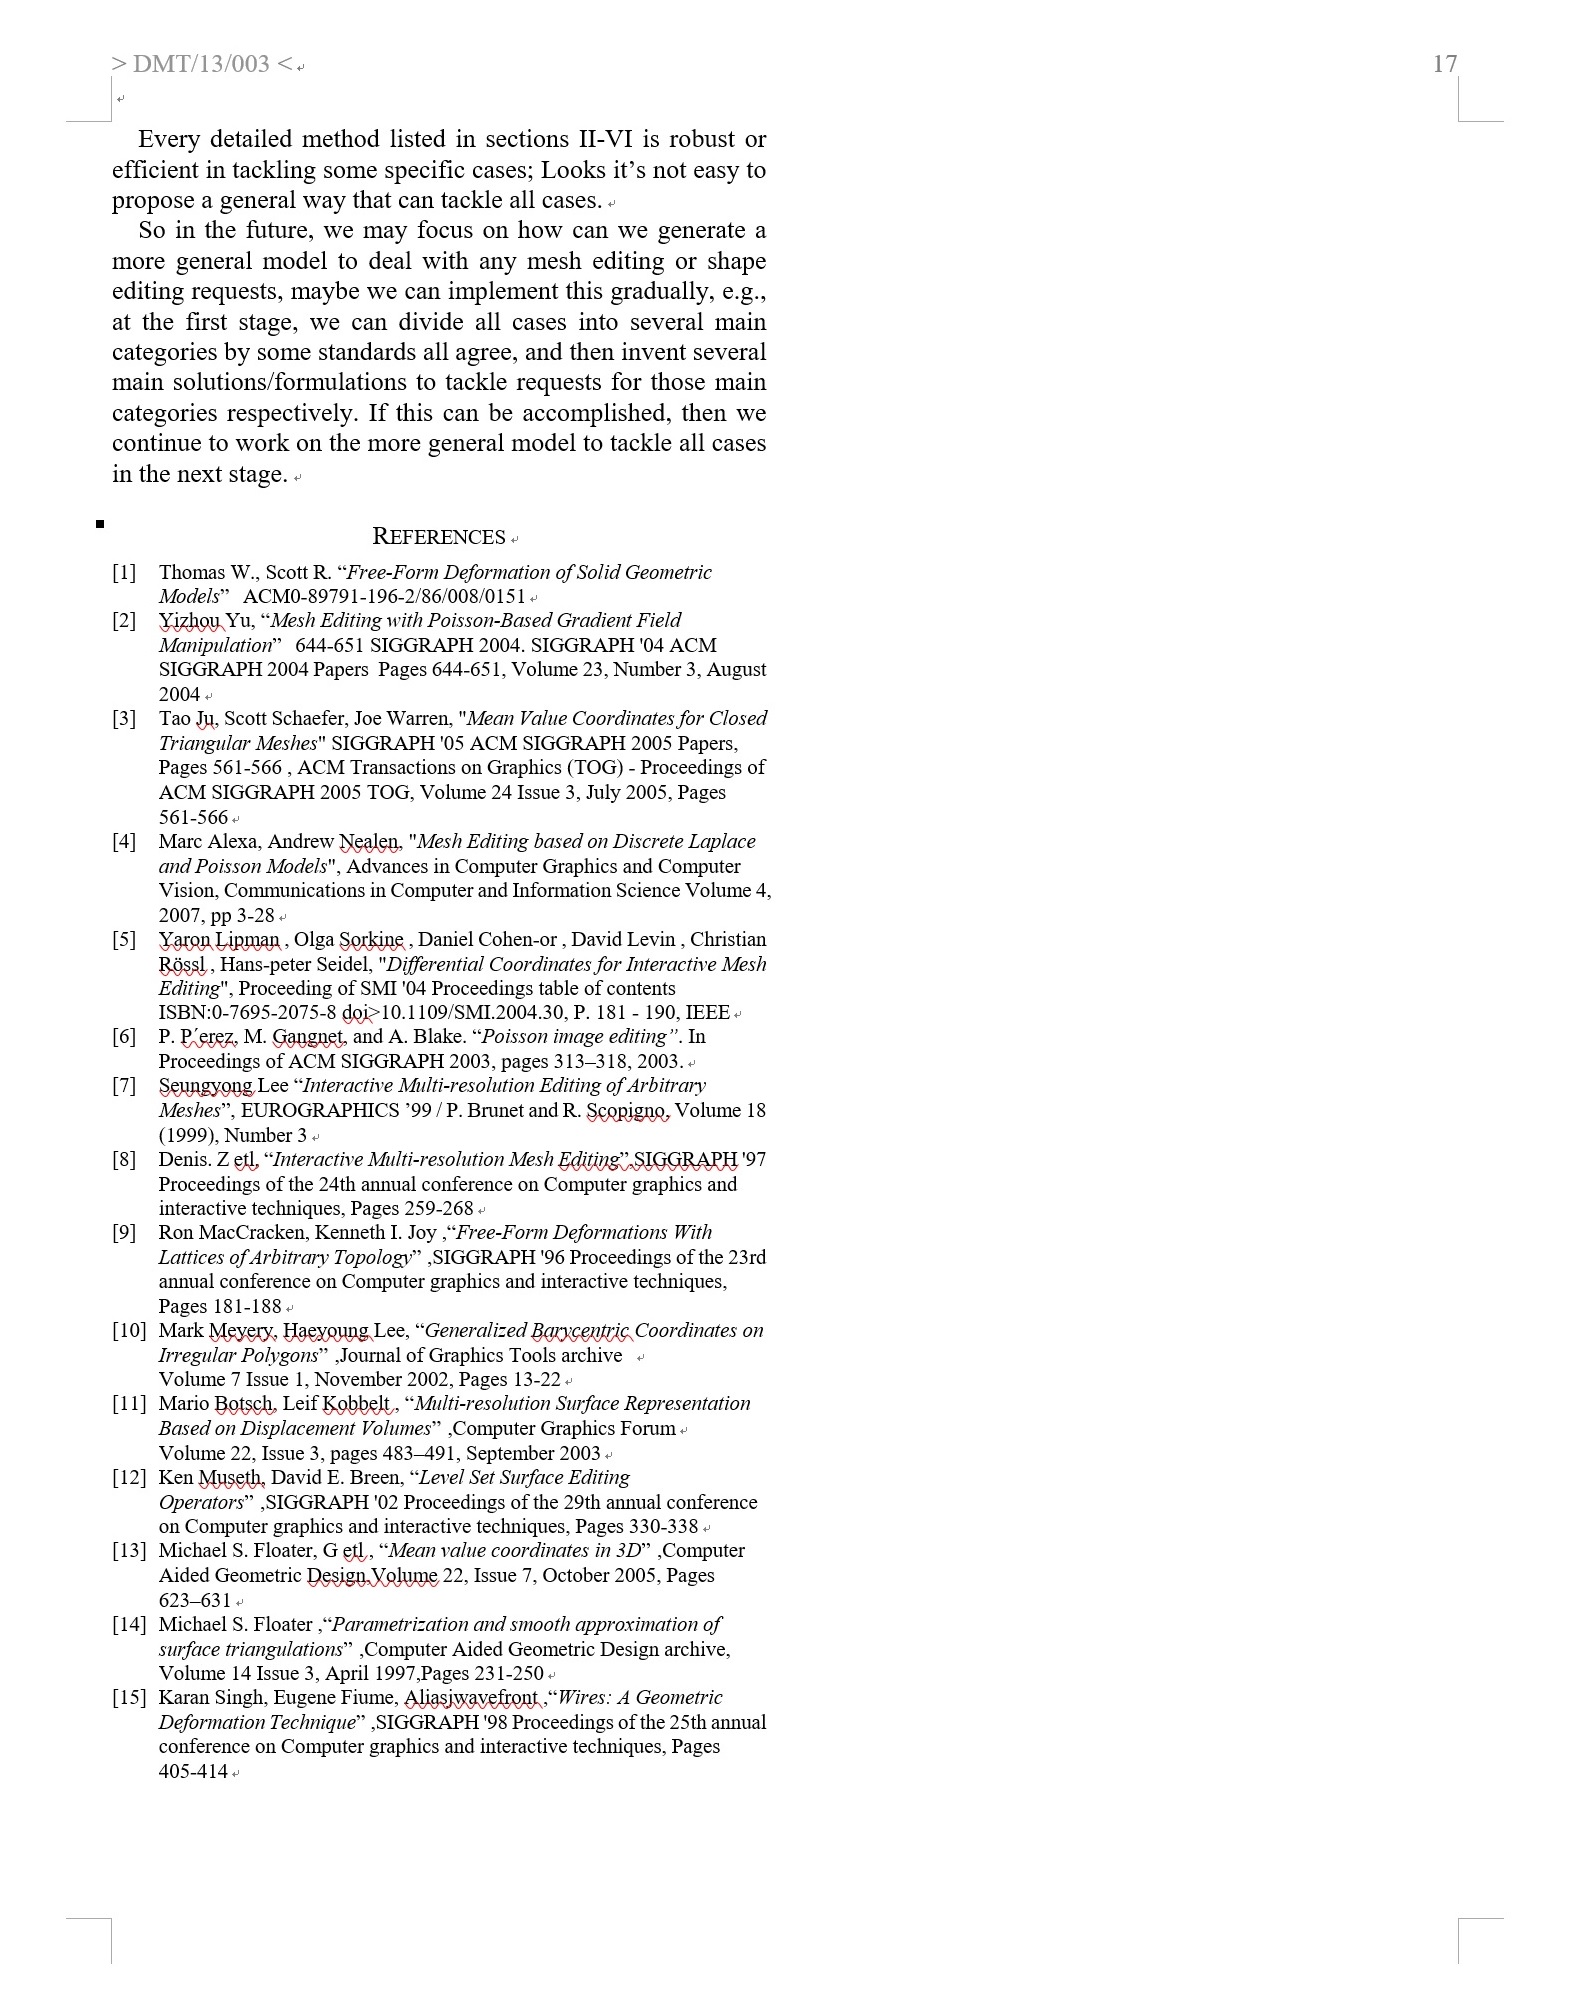 > DMT/13/003 <
17
Every detailed method listed in sections II-VI is robust or
efficient in tackling some specific cases; Looks it’s not easy to
propose a general way that can tackle all cases.
So in the future, we may focus on how can we generate a
more general model to deal with any mesh editing or shape
editing requests, maybe we can implement this gradually, e.g.,
at the first stage, we can divide all cases into several main
categories by some standards all agree, and then invent several
main solutions/formulations to tackle requests for those main
categories respectively. If this can be accomplished, then we
continue to work on the more general model to tackle all cases
in the next stage.
REFERENCES
[1] Thomas W., Scott R. “Free-Form Deformation of Solid Geometric
Models” ACM0-89791-196-2/86/008/0151
[2] Yizhou Yu, “Mesh Editing with Poisson-Based Gradient Field
Manipulation” 644-651 SIGGRAPH 2004. SIGGRAPH '04 ACM
SIGGRAPH 2004 Papers Pages 644-651, Volume 23, Number 3, August
2004
[3] Tao Ju, Scott Schaefer, Joe Warren, "Mean Value Coordinates for Closed
Triangular Meshes" SIGGRAPH '05 ACM SIGGRAPH 2005 Papers,
Pages 561-566 , ACM Transactions on Graphics (TOG) - Proceedings of
ACM SIGGRAPH 2005 TOG, Volume 24 Issue 3, July 2005, Pages
561-566
[4] Marc Alexa, Andrew Nealen, "Mesh Editing based on Discrete Laplace
and Poisson Models", Advances in Computer Graphics and Computer
Vision, Communications in Computer and Information Science Volume 4,
2007, pp 3-28
[5] Yaron Lipman , Olga Sorkine , Daniel Cohen-or , David Levin , Christian
Rössl , Hans-peter Seidel, "Differential Coordinates for Interactive Mesh
Editing", Proceeding of SMI '04 Proceedings table of contents
ISBN:0-7695-2075-8 doi>10.1109/SMI.2004.30, P. 181 - 190, IEEE
[6] P. P´erez, M. Gangnet, and A. Blake. “Poisson image editing”. In
Proceedings of ACM SIGGRAPH 2003, pages 313–318, 2003.
[7] Seungyong Lee “Interactive Multi-resolution Editing of Arbitrary
Meshes”, EUROGRAPHICS ’99 / P. Brunet and R. Scopigno, Volume 18
(1999), Number 3
[8] Denis. Z etl, “Interactive Multi-resolution Mesh Editing”,SIGGRAPH '97
Proceedings of the 24th annual conference on Computer graphics and
interactive techniques, Pages 259-268
[9] Ron MacCracken, Kenneth I. Joy ,“Free-Form Deformations With
Lattices of Arbitrary Topology” ,SIGGRAPH '96 Proceedings of the 23rd
annual conference on Computer graphics and interactive techniques,
Pages 181-188
[10] Mark Meyery, Haeyoung Lee, “Generalized Barycentric Coordinates on
Irregular Polygons” ,Journal of Graphics Tools archive
Volume 7 Issue 1, November 2002, Pages 13-22
[11] Mario Botsch, Leif Kobbelt , “Multi-resolution Surface Representation
Based on Displacement Volumes” ,Computer Graphics Forum
Volume 22, Issue 3, pages 483–491, September 2003
[12] Ken Museth, David E. Breen, “Level Set Surface Editing
Operators” ,SIGGRAPH '02 Proceedings of the 29th annual conference
on Computer graphics and interactive techniques, Pages 330-338
[13] Michael S. Floater, G etl , “Mean value coordinates in 3D” ,Computer
Aided Geometric Design,Volume 22, Issue 7, October 2005, Pages
623–631
[14] Michael S. Floater ,“Parametrization and smooth approximation of
surface triangulations” ,Computer Aided Geometric Design archive,
Volume 14 Issue 3, April 1997,Pages 231-250
[15] Karan Singh, Eugene Fiume, Aliasjwavefront ,“Wires: A Geometric
Deformation Technique” ,SIGGRAPH '98 Proceedings of the 25th annual
conference on Computer graphics and interactive techniques, Pages
405-414